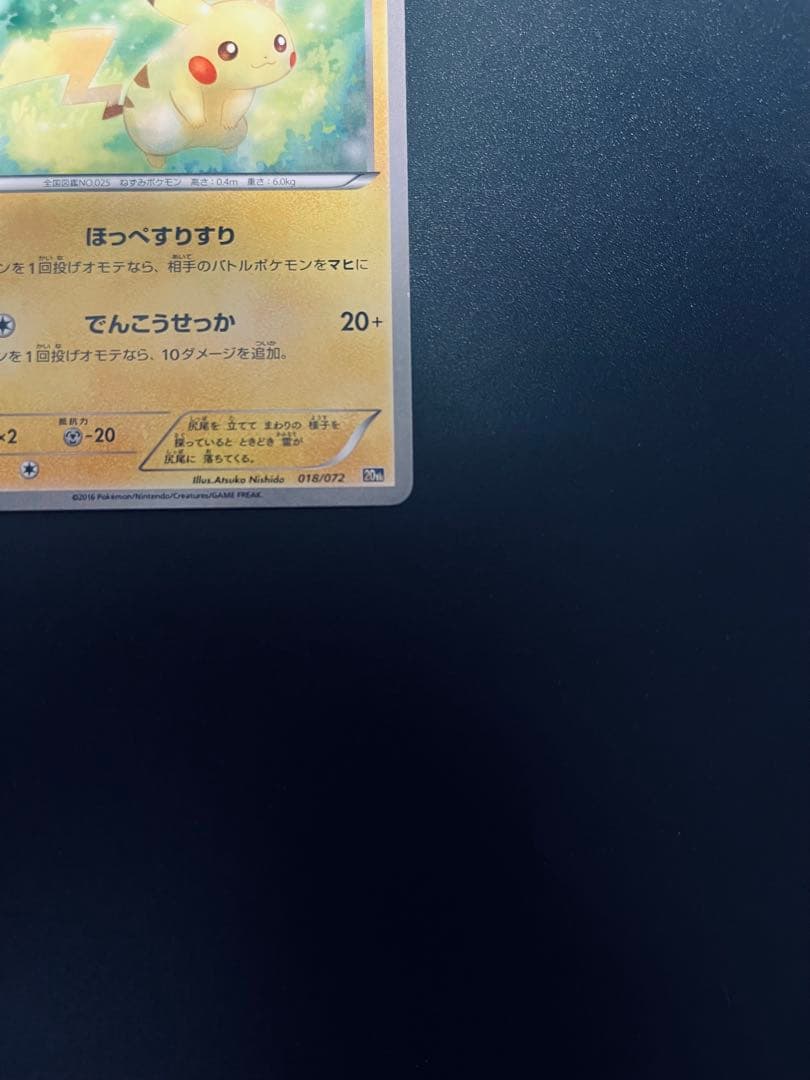 全国図鑑NO.025 ねずみポケモン 高さ：0.4m 重さ：6.0kg
ほっぺすりすり
ンを1回投げオモテなら、相手のバトルポケモンをマヒに
でんこうせっか 20+
ンを1回投げオモテなら、10ダメージを追加。
×2 抵抗力 -20
尻尾を 立てて まわりの 様子を
探っていると ときどき 雷が
尻尾に 落ちてくる。
Illus.Atsuko Nishida 018/072
©2016 Pokémon/Nintendo/Creatures/GAME FREAK.